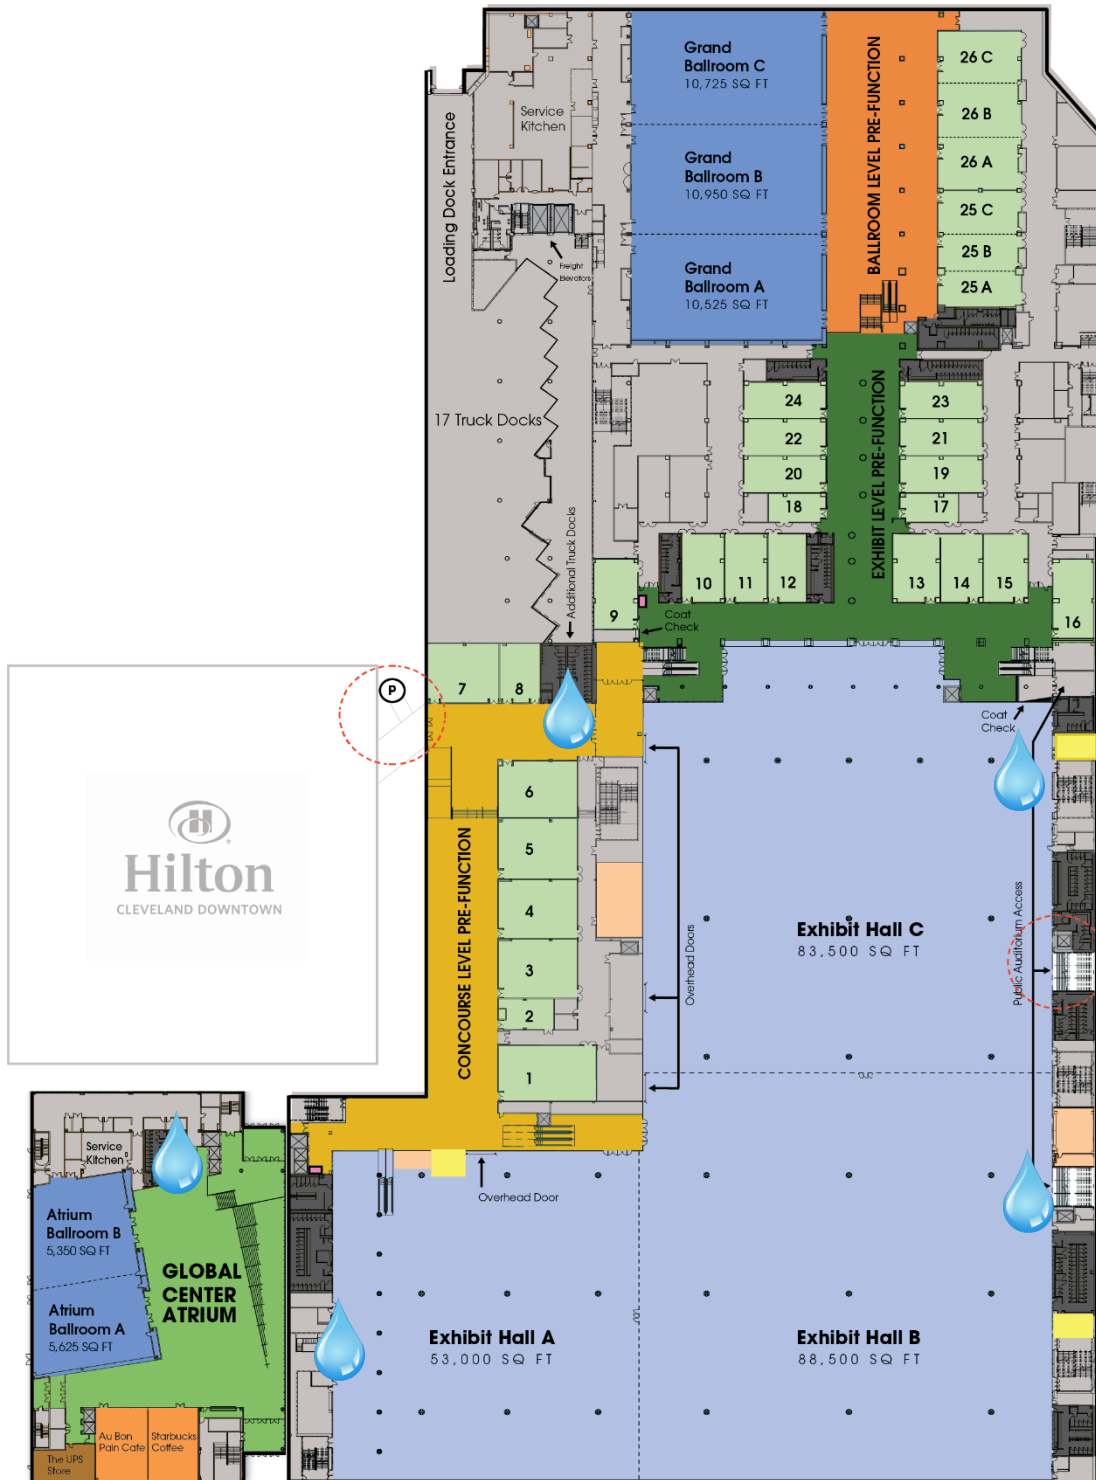 Grand
Ballroom C
10,725 SQ FT
Grand
Ballroom B
10,950 SQ FT
Grand
Ballroom A
10,525 SQ FT
BALLROOM LEVEL PRE-FUNCTION
26 C
26 B
26 A
25 C
25 B
25 A
Service
Kitchen
Loading Dock Entrance
Freight
Elevators
17 Truck Docks
Additional Truck Docks
EXHIBIT LEVEL PRE-FUNCTION
24
22
20
18
23
21
19
17
10
11
12
13
14
15
9
16
Coat
Check
Coat
Check
7
8
P
H
Hilton
CLEVELAND DOWNTOWN
CONCOURSE LEVEL PRE-FUNCTION
6
5
4
3
2
1
Overhead Doors
Exhibit Hall C
83,500 SQ FT
Public Auditorium Access
Overhead Door
Service
Kitchen
Atrium
Ballroom B
5,350 SQ FT
Atrium
Ballroom A
5,625 SQ FT
GLOBAL
CENTER
ATRIUM
Exhibit Hall A
53,000 SQ FT
Exhibit Hall B
88,500 SQ FT
Au Bon
Pain Cafe
Starbucks
Coffee
The UPS
Store